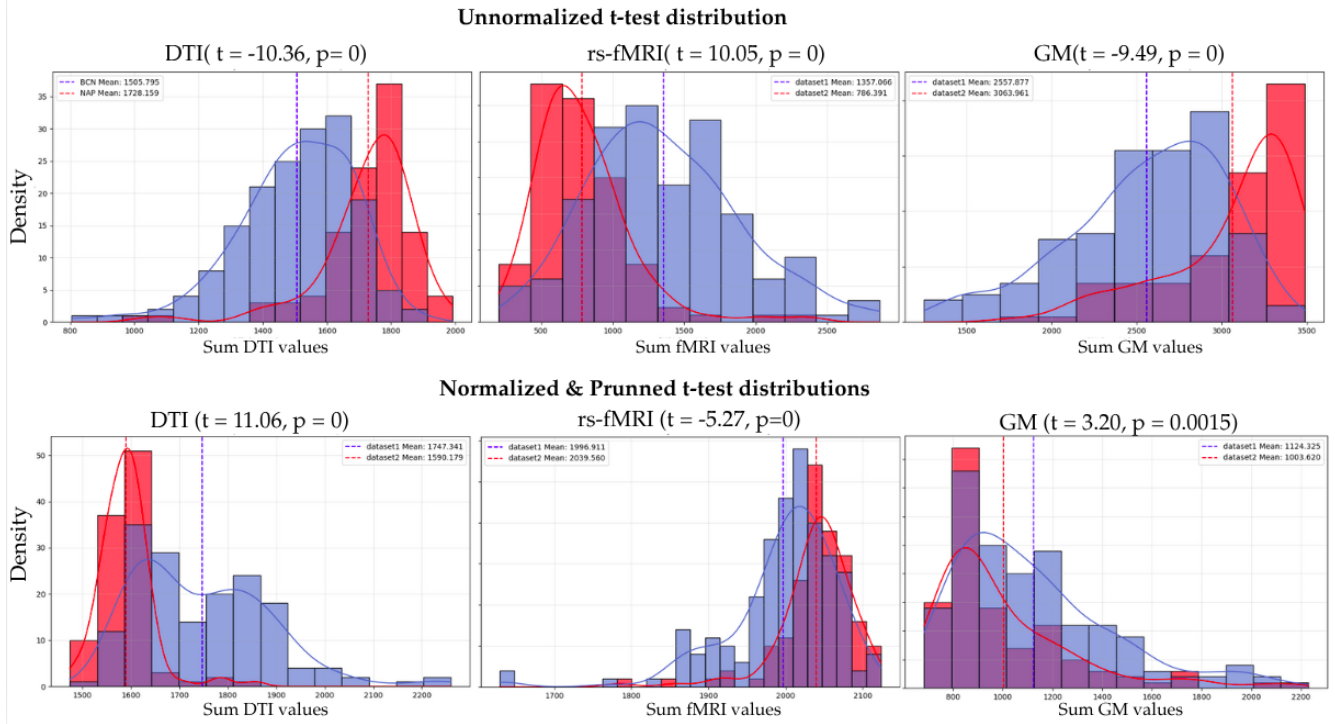 Unnormalized t-test distribution
DTI( t = -10.36, p= 0)
rs-fMRI( t = 10.05, p = 0)
GM(t = -9.49, p = 0)
BCN Mean: 1505.795
NAP Mean: 1728.159
dataset1 Mean: 1357.066
dataset2 Mean: 786.391
dataset1 Mean: 2557.877
dataset2 Mean: 3063.961
Density
35
30
25
20
15
10
5
0
800 1000 1200 1400 1600 1800 2000
500 1000 1500 2000 2500
1500 2000 2500 3000 3500
Sum DTI values
Sum fMRI values
Sum GM values
Normalized & Prunned t-test distributions
DTI (t = 11.06, p = 0)
rs-fMRI (t = -5.27, p=0)
GM (t = 3.20, p = 0.0015)
dataset1 Mean: 1747.341
dataset2 Mean: 1590.179
dataset1 Mean: 1996.911
dataset2 Mean: 2039.560
dataset1 Mean: 1124.325
dataset2 Mean: 1003.620
Density
50
40
30
20
10
0
1500 1600 1700 1800 1900 2000 2100 2200
1700 1800 1900 2000 2100
800 1000 1200 1400 1600 1800 2000 2200
Sum DTI values
Sum fMRI values
Sum GM values